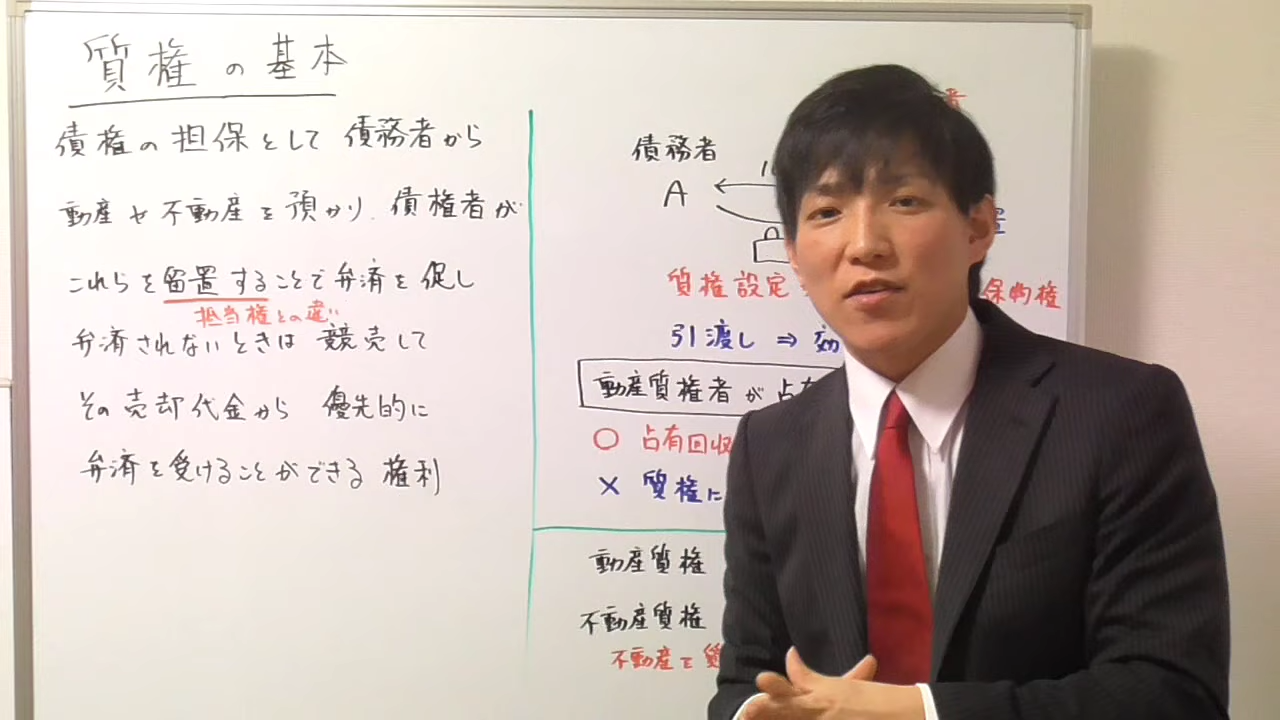 質権の基本
債権の担保として 債務者から
動産や不動産を預かり、債権者が
これらを留置することで弁済を促し
抵当権との違い
弁済されないときは 競売して
その売却代金から 優先的に
弁済を受けることができる 権利
債務者
A
質権設定
保物権
引渡し ⇒ 効
動産質権者が占有
○ 占有回収
× 質権に
動産質権
不動産質権
不動産を質